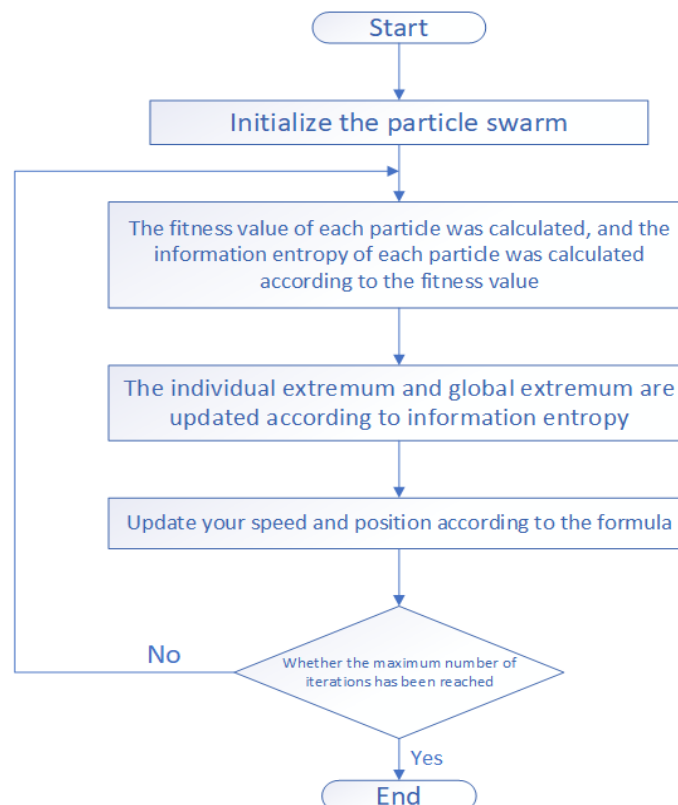 Start
Initialize the particle swarm
The fitness value of each particle was calculated, and the
information entropy of each particle was calculated
according to the fitness value
The individual extremum and global extremum are
updated according to information entropy
Update your speed and position according to the formula
Whether the maximum number of
iterations has been reached
No
Yes
End